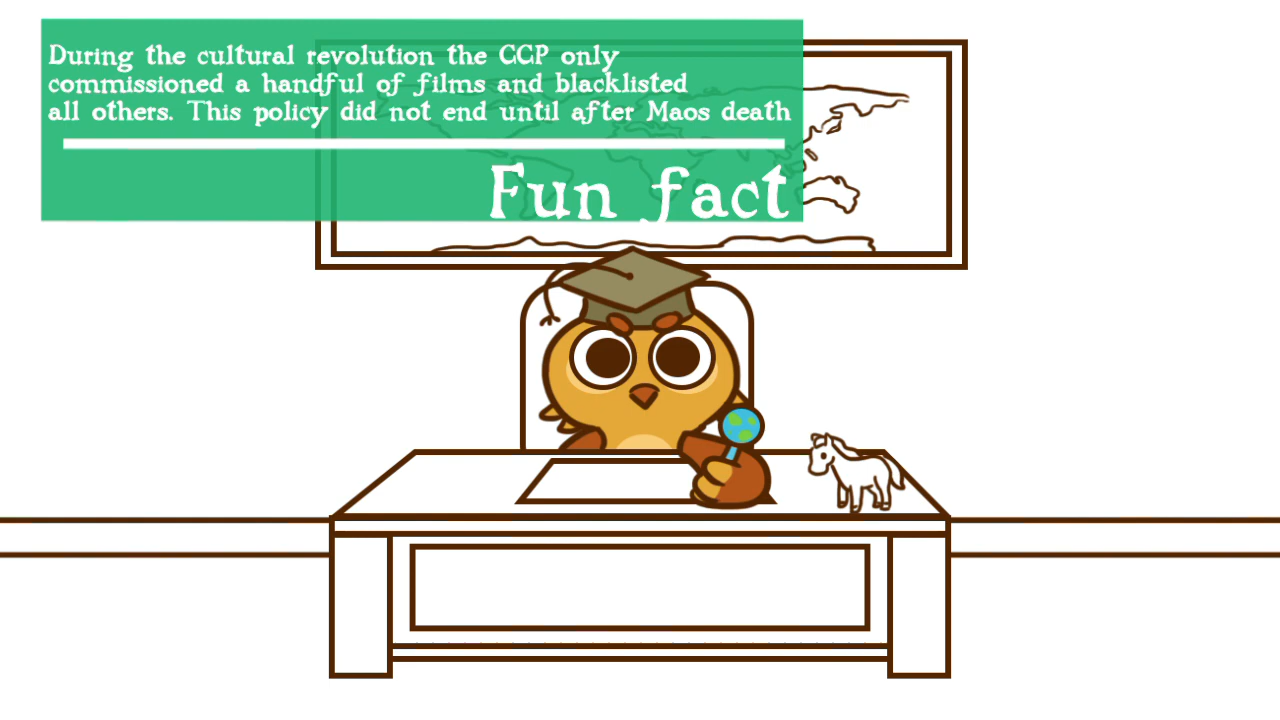 During the cultural revolution the CCP only
commissioned a handful of films and blacklisted
all others. This policy did not end until after Maos death
Fun fact